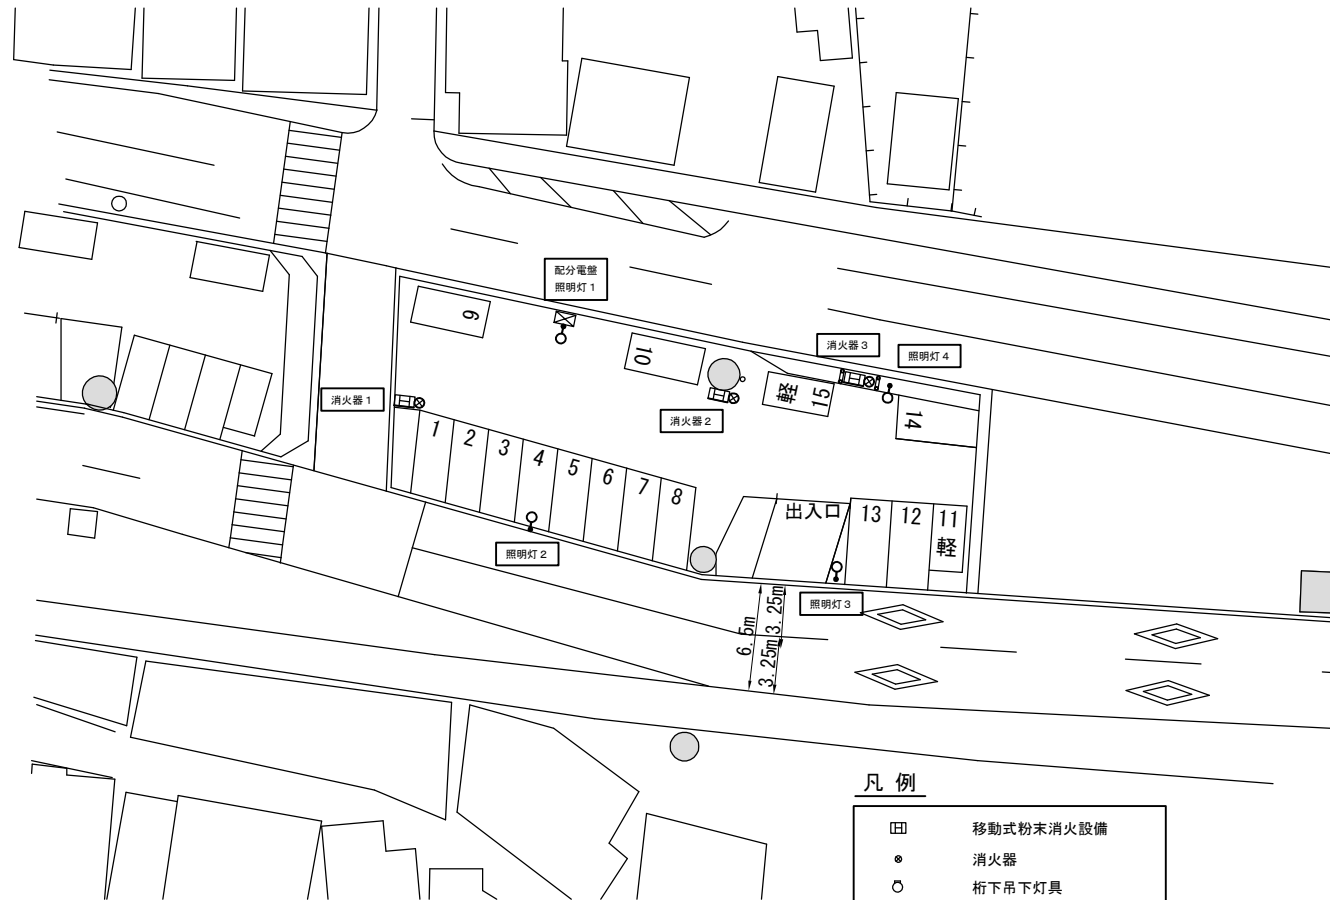 配分電盤
照明灯１
9
10
消火器３
照明灯４
消火器１
消火器２
軽
15
14
1
2
3
4
5
6
7
8
出入口
13
12
11
軽
照明灯２
照明灯３
6.5m
3.25m
3.25m
凡 例
移動式粉末消火設備
消火器
桁下吊下灯具